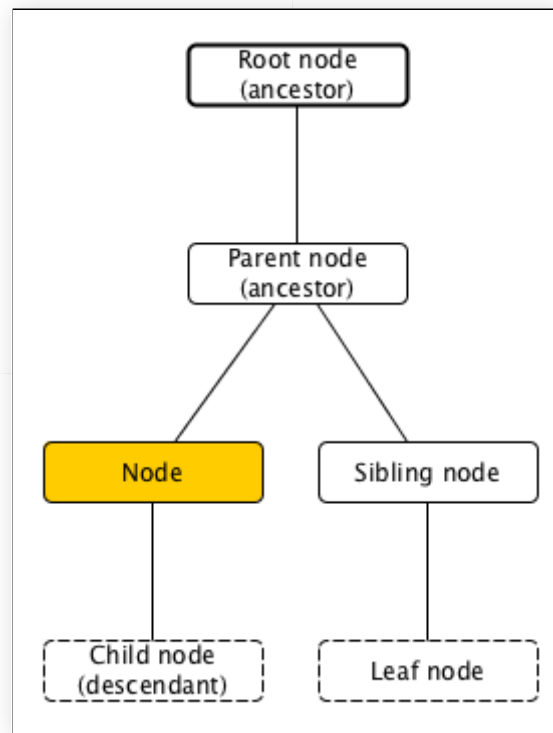 Root node
(ancestor)
Parent node
(ancestor)
Node
Sibling node
Child node
(descendant)
Leaf node